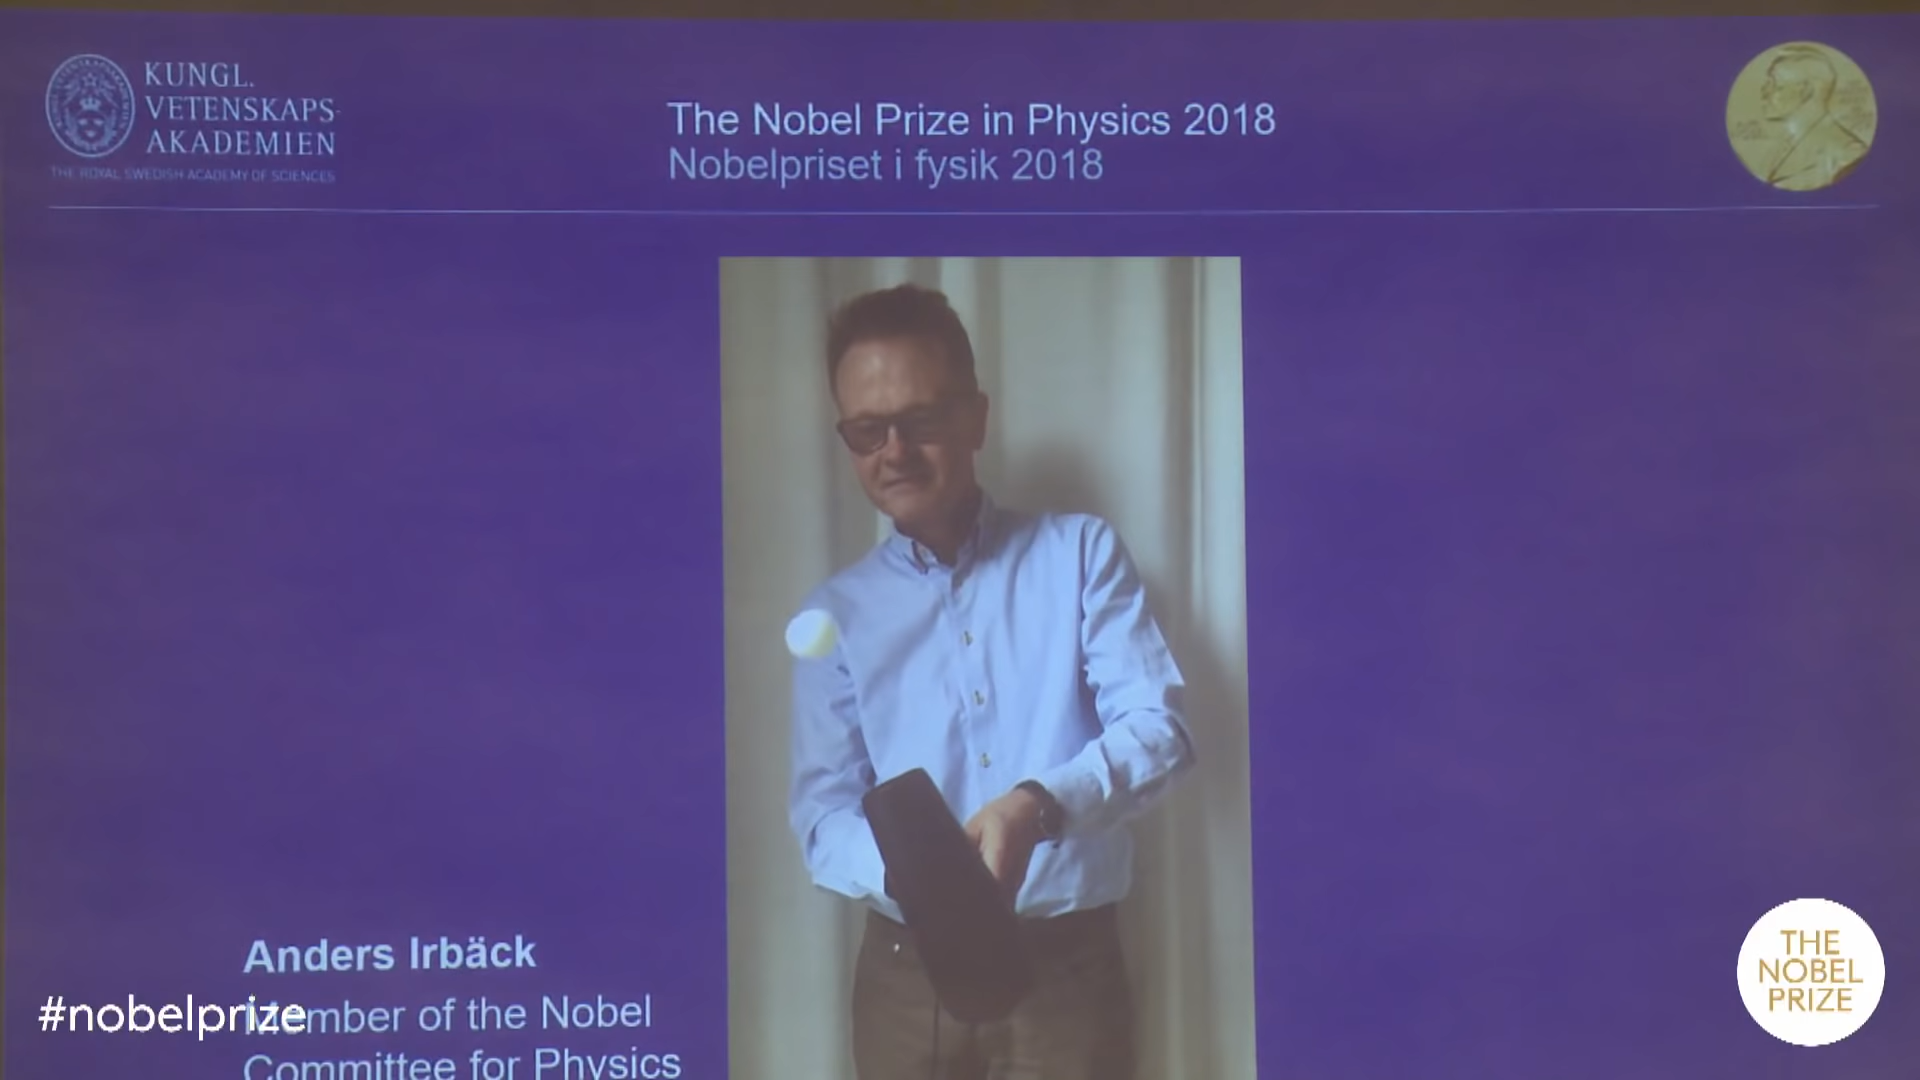 KUNGL.
VETENSKAPS-
AKADEMIEN
THE ROYAL SWEDISH ACADEMY OF SCIENCES
The Nobel Prize in Physics 2018
Nobelpriset i fysik 2018
Anders Irbäck
Member of the Nobel
Committee for Physics
#nobelprize
THE
NOBEL
PRIZE